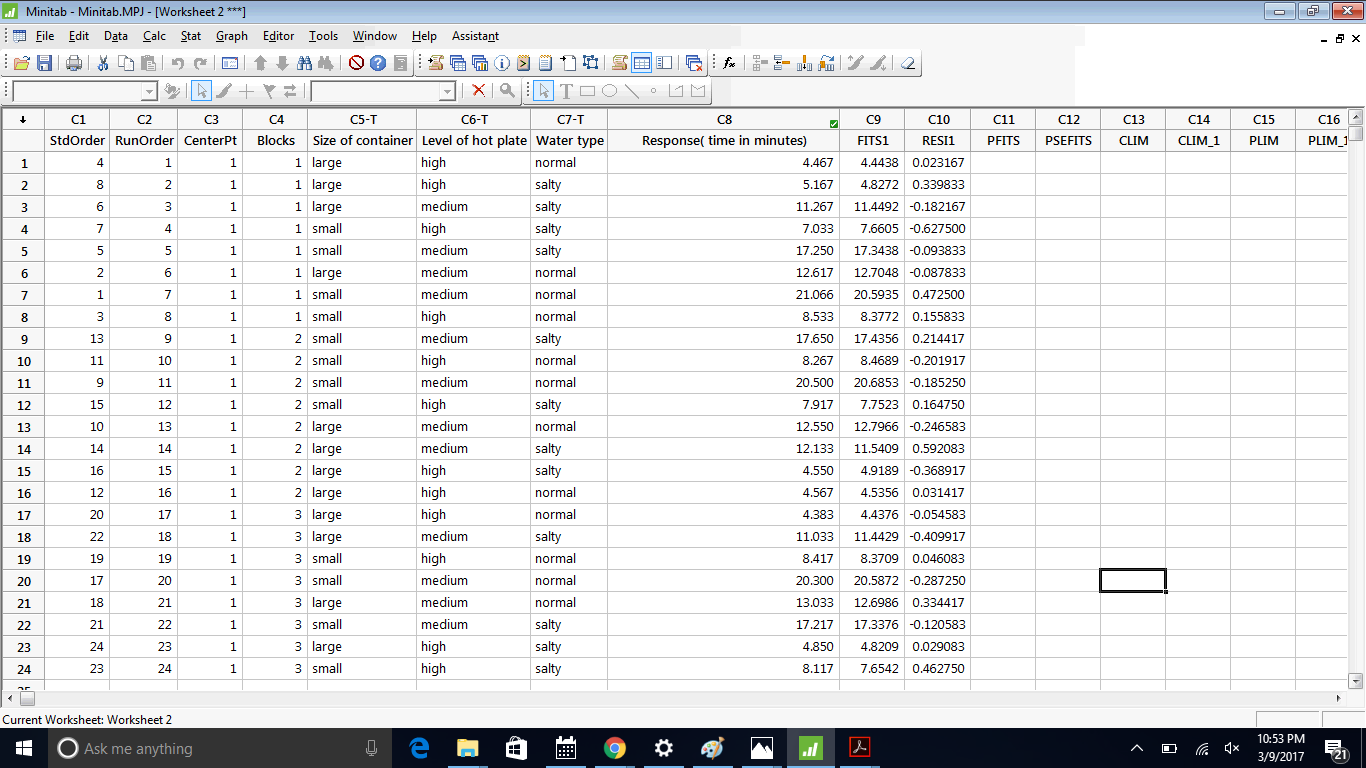 Minitab - Minitab.MPJ - [Worksheet 2 ***]
File Edit Data Calc Stat Graph Editor Tools Window Help Assistant
C1 C2 C3 C4 C5-T C6-T C7-T C8 C9 C10 C11 C12 C13 C14 C15 C16
StdOrder RunOrder CenterPt Blocks Size of container Level of hot plate Water type Response( time in minutes) FITS1 RESI1 PFITS PSEFITS CLIM CLIM_1 PLIM PLIM_1
1 4 1 1 1 large high normal 4.467 4.4438 0.023167
2 8 2 1 1 large high salty 5.167 4.8272 0.339833
3 6 3 1 1 large medium salty 11.267 11.4492 -0.182167
4 7 4 1 1 small high salty 7.033 7.6605 -0.627500
5 5 5 1 1 small medium salty 17.250 17.3438 -0.093833
6 2 6 1 1 large medium normal 12.617 12.7048 -0.087833
7 1 7 1 1 small medium normal 21.066 20.5935 0.472500
8 3 8 1 1 small high normal 8.533 8.3772 0.155833
9 13 9 1 2 small medium salty 17.650 17.4356 0.214417
10 11 10 1 2 small high normal 8.267 8.4689 -0.201917
11 9 11 1 2 small medium normal 20.500 20.6853 -0.185250
12 15 12 1 2 small high salty 7.917 7.7523 0.164750
13 10 13 1 2 large medium normal 12.550 12.7966 -0.246583
14 14 14 1 2 large medium salty 12.133 11.5409 0.592083
15 16 15 1 2 large high salty 4.550 4.9189 -0.368917
16 12 16 1 2 large high normal 4.567 4.5356 0.031417
17 20 17 1 3 large high normal 4.383 4.4376 -0.054583
18 22 18 1 3 large medium salty 11.033 11.4429 -0.409917
19 19 19 1 3 small high normal 8.417 8.3709 0.046083
20 17 20 1 3 small medium normal 20.300 20.5872 -0.287250
21 18 21 1 3 large medium normal 13.033 12.6986 0.334417
22 21 22 1 3 small medium salty 17.217 17.3376 -0.120583
23 24 23 1 3 large high salty 4.850 4.8209 0.029083
24 23 24 1 3 small high salty 8.117 7.6542 0.462750
Current Worksheet: Worksheet 2
Ask me anything
10:53 PM
3/9/2017
21